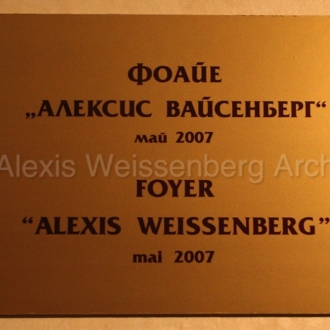 ФОАЙЕ
„АЛЕКСИС ВАЙСЕНБЕРГ“
май 2007
Alexis Weissenberg Arch
FOYER
“ALEXIS WEISSENBERG”
mai 2007